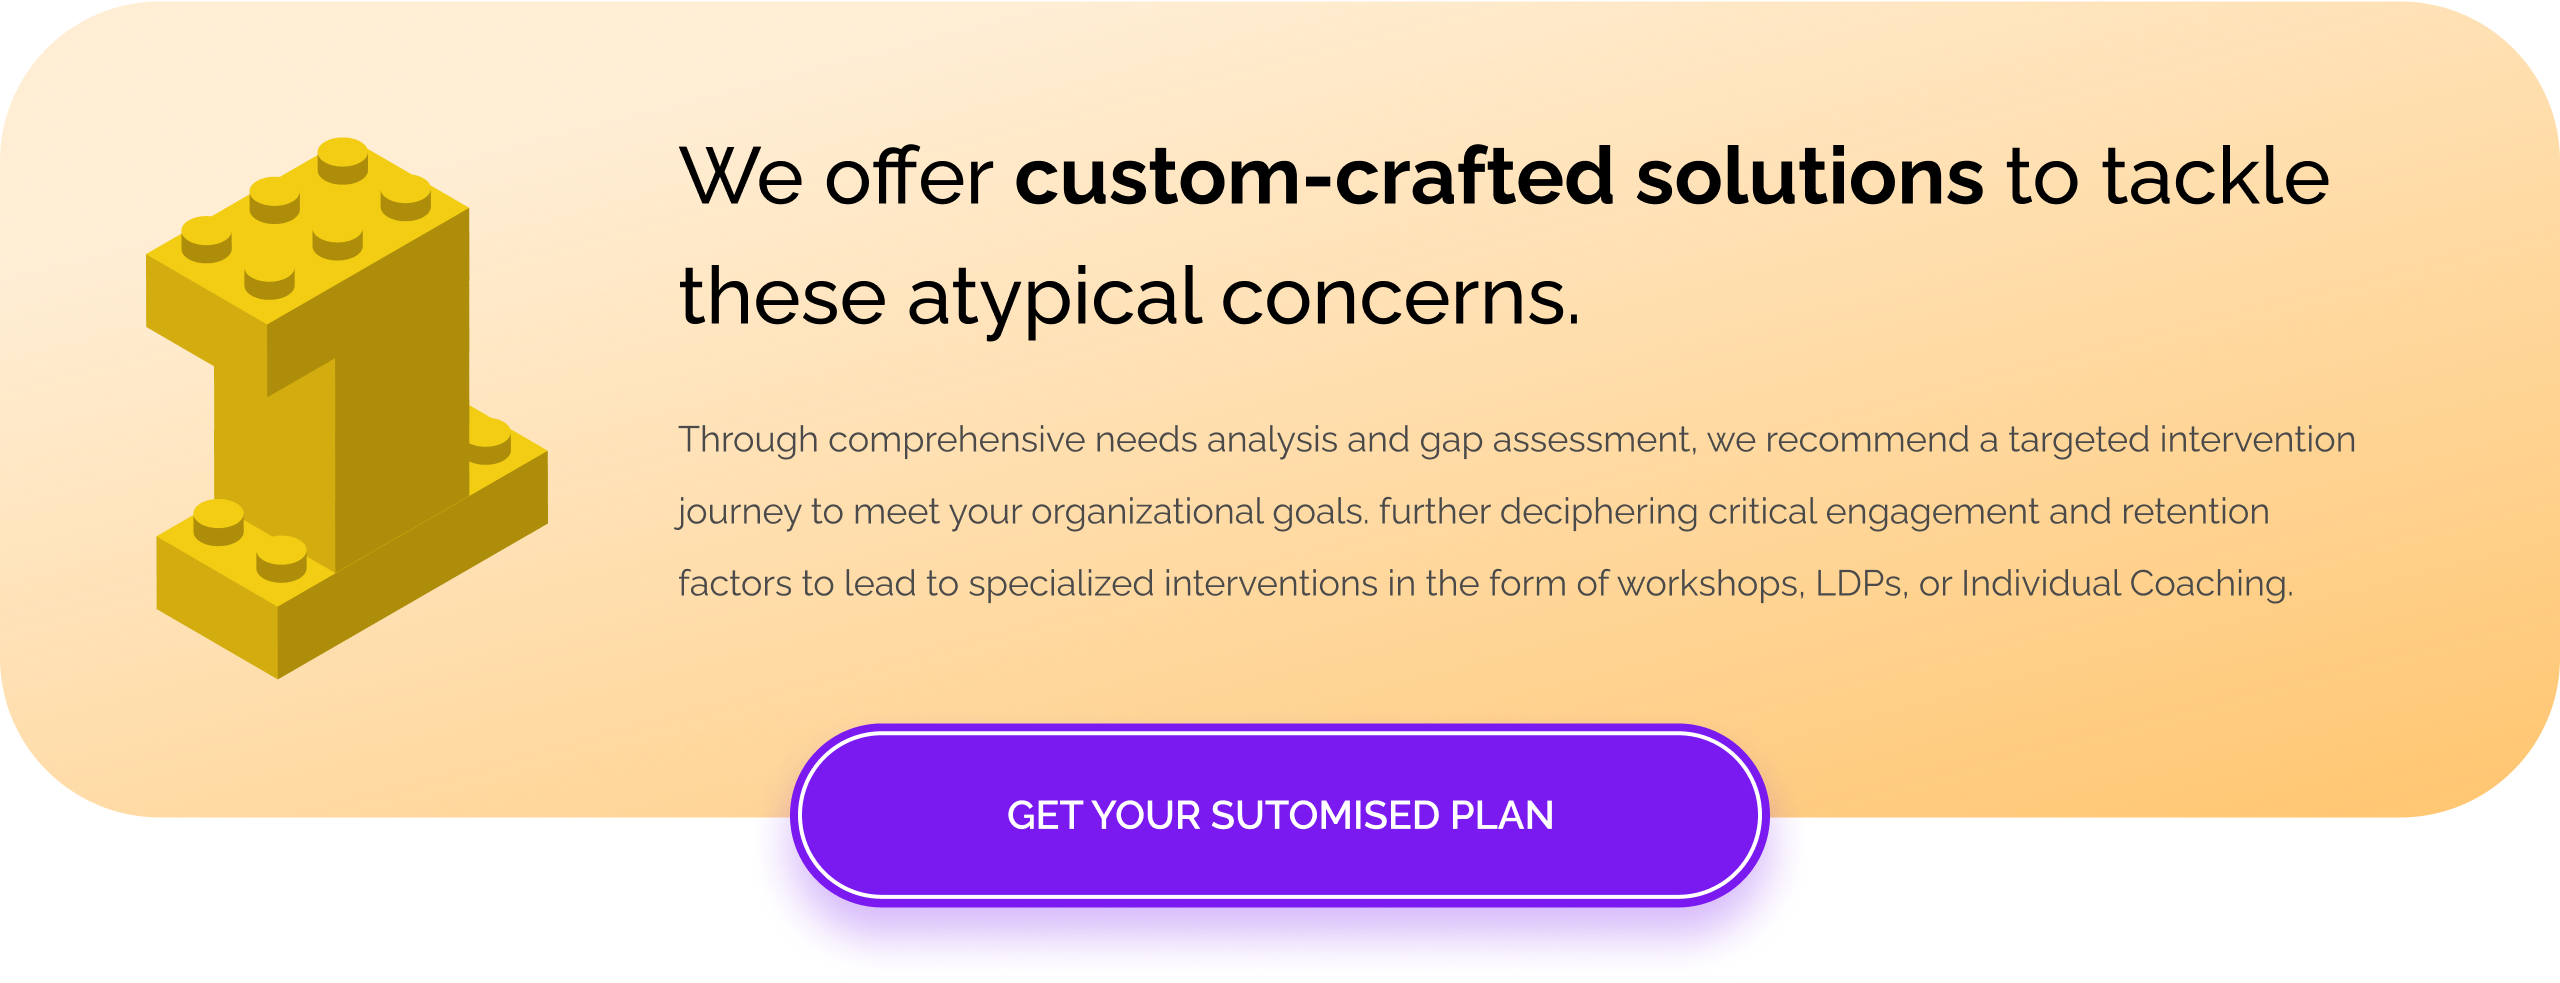 We offer custom-crafted solutions to tackle
these atypical concerns.
Through comprehensive needs analysis and gap assessment, we recommend a targeted intervention
journey to meet your organizational goals. further deciphering critical engagement and retention
factors to lead to specialized interventions in the form of workshops, LDPs, or Individual Coaching.
GET YOUR SUTOMISED PLAN